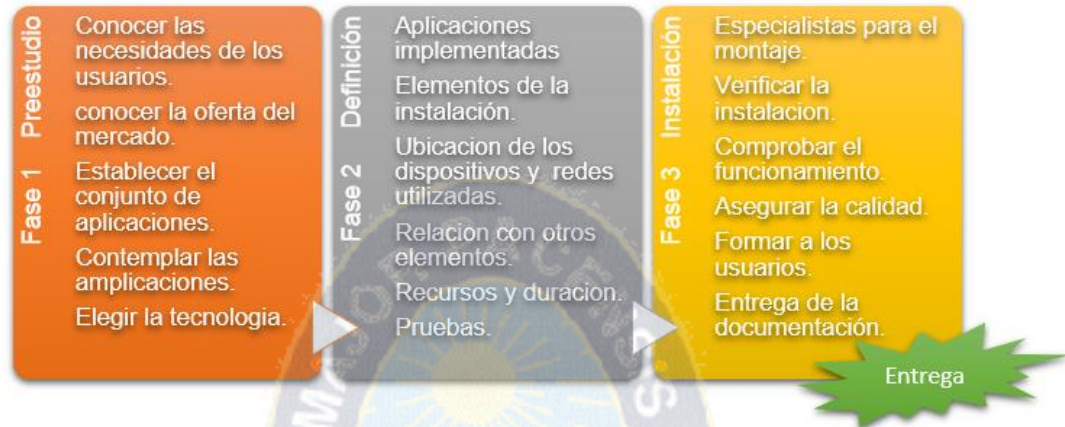 Fase 1 Preestudio
Conocer las
necesidades de los
usuarios.
conocer la oferta del
mercado.
Establecer el
conjunto de
aplicaciones.
Contemplar las
amplicaciones.
Elegir la tecnologia.
Fase 2 Definición
Aplicaciones
implementadas
Elementos de la
instalación.
Ubicacion de los
dispositivos y redes
utilizadas.
Relacion con otros
elementos.
Recursos y duracion.
Pruebas.
Fase 3 Instalación
Especialistas para el
montaje.
Verificar la
instalacion.
Comprobar el
funcionamiento.
Asegurar la calidad.
Formar a los
usuarios.
Entrega de la
documentación.
Entrega